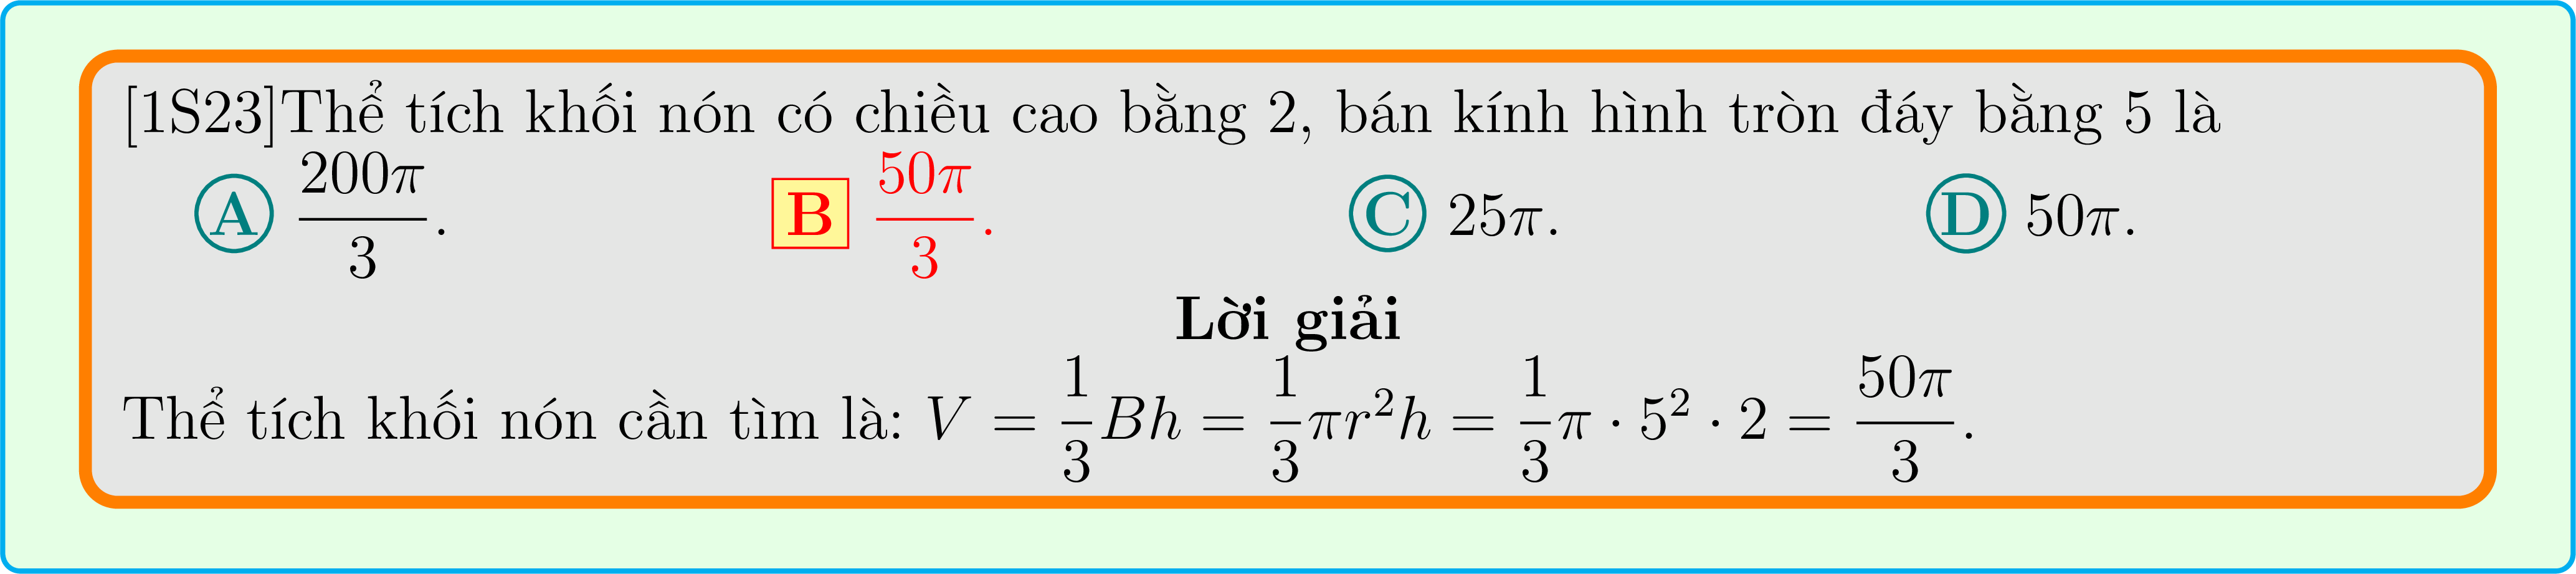 [1S23]Thể tích khối nón có chiều cao bằng 2, bán kính hình tròn đáy bằng 5 là
A $\frac{200\pi}{3}$. B $\frac{50\pi}{3}$. C $25\pi$. D $50\pi$.
Lời giải
Thể tích khối nón cần tìm là: $V = \frac{1}{3}Bh = \frac{1}{3}\pi r^2 h = \frac{1}{3}\pi \cdot 5^2 \cdot 2 = \frac{50\pi}{3}$.